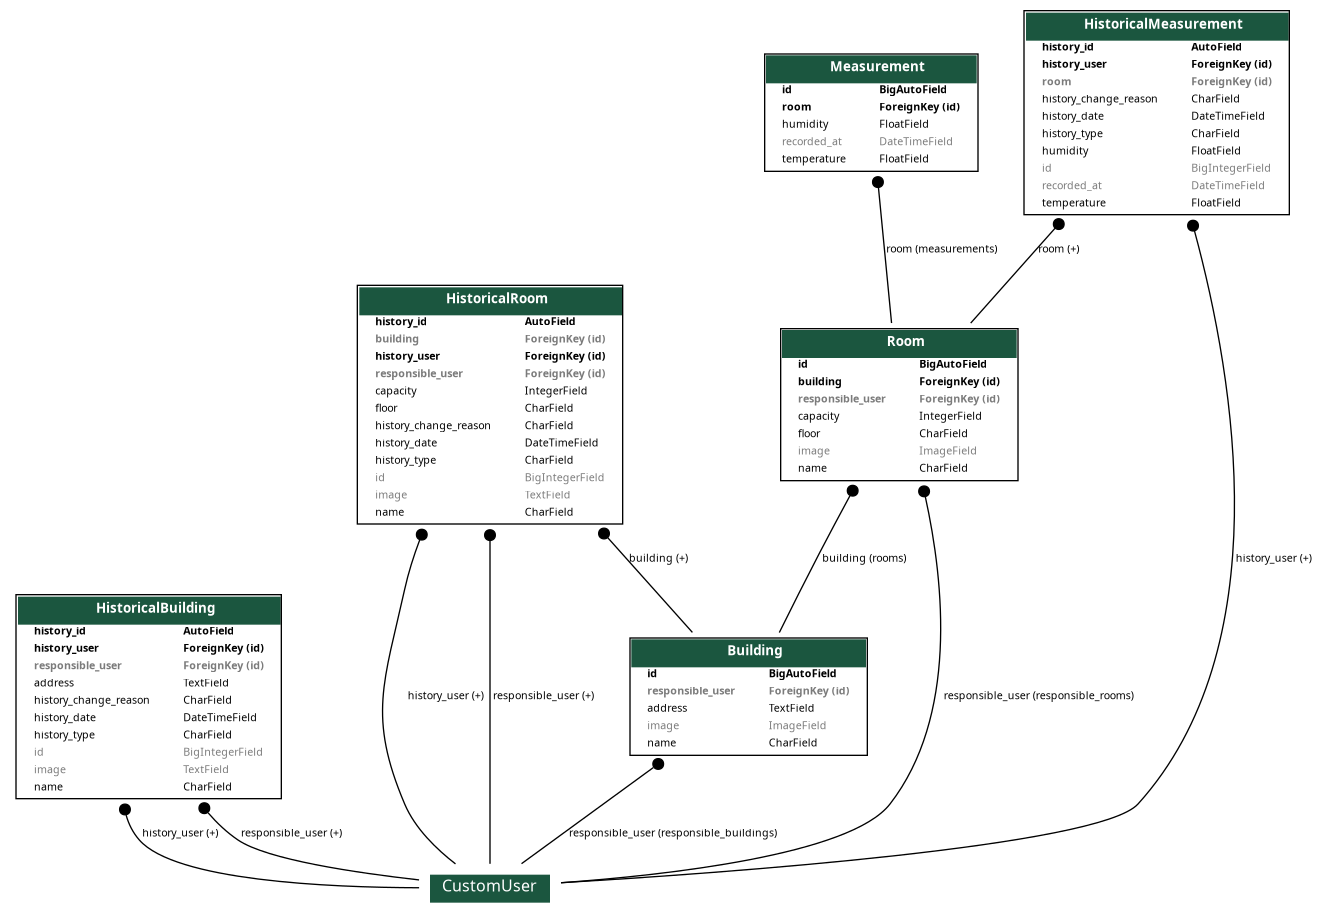 HistoricalMeasurement
history_id AutoField
history_user ForeignKey (id)
room ForeignKey (id)
history_change_reason CharField
history_date DateTimeField
history_type CharField
humidity FloatField
id BigIntegerField
recorded_at DateTimeField
temperature FloatField
Measurement
id BigAutoField
room ForeignKey (id)
humidity FloatField
recorded_at DateTimeField
temperature FloatField
room (measurements)
room (+)
HistoricalRoom
history_id AutoField
building ForeignKey (id)
history_user ForeignKey (id)
responsible_user ForeignKey (id)
capacity IntegerField
floor CharField
history_change_reason CharField
history_date DateTimeField
history_type CharField
id BigIntegerField
image TextField
name CharField
Room
id BigAutoField
building ForeignKey (id)
responsible_user ForeignKey (id)
capacity IntegerField
floor CharField
image ImageField
name CharField
building (+)
building (rooms)
history_user (+)
HistoricalBuilding
history_id AutoField
history_user ForeignKey (id)
responsible_user ForeignKey (id)
address TextField
history_change_reason CharField
history_date DateTimeField
history_type CharField
id BigIntegerField
image TextField
name CharField
Building
id BigAutoField
responsible_user ForeignKey (id)
address TextField
image ImageField
name CharField
history_user (+)
responsible_user (+)
responsible_user (responsible_rooms)
history_user (+)
responsible_user (+)
responsible_user (responsible_buildings)
CustomUser